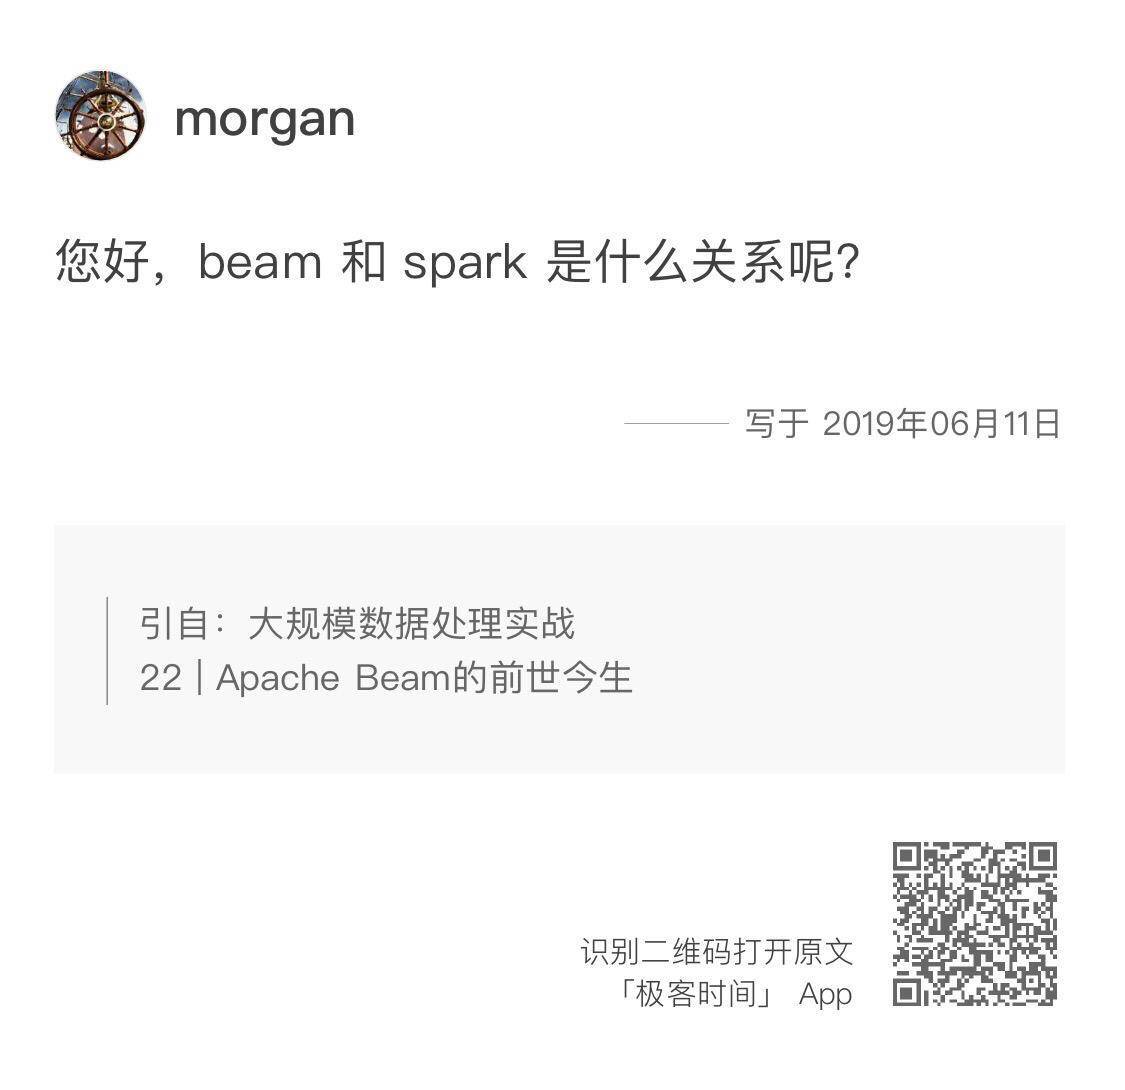 morgan
您好，beam 和 spark 是什么关系呢？
写于 2019年06月11日
引自：大规模数据处理实战
22 | Apache Beam的前世今生
识别二维码打开原文
「极客时间」 App